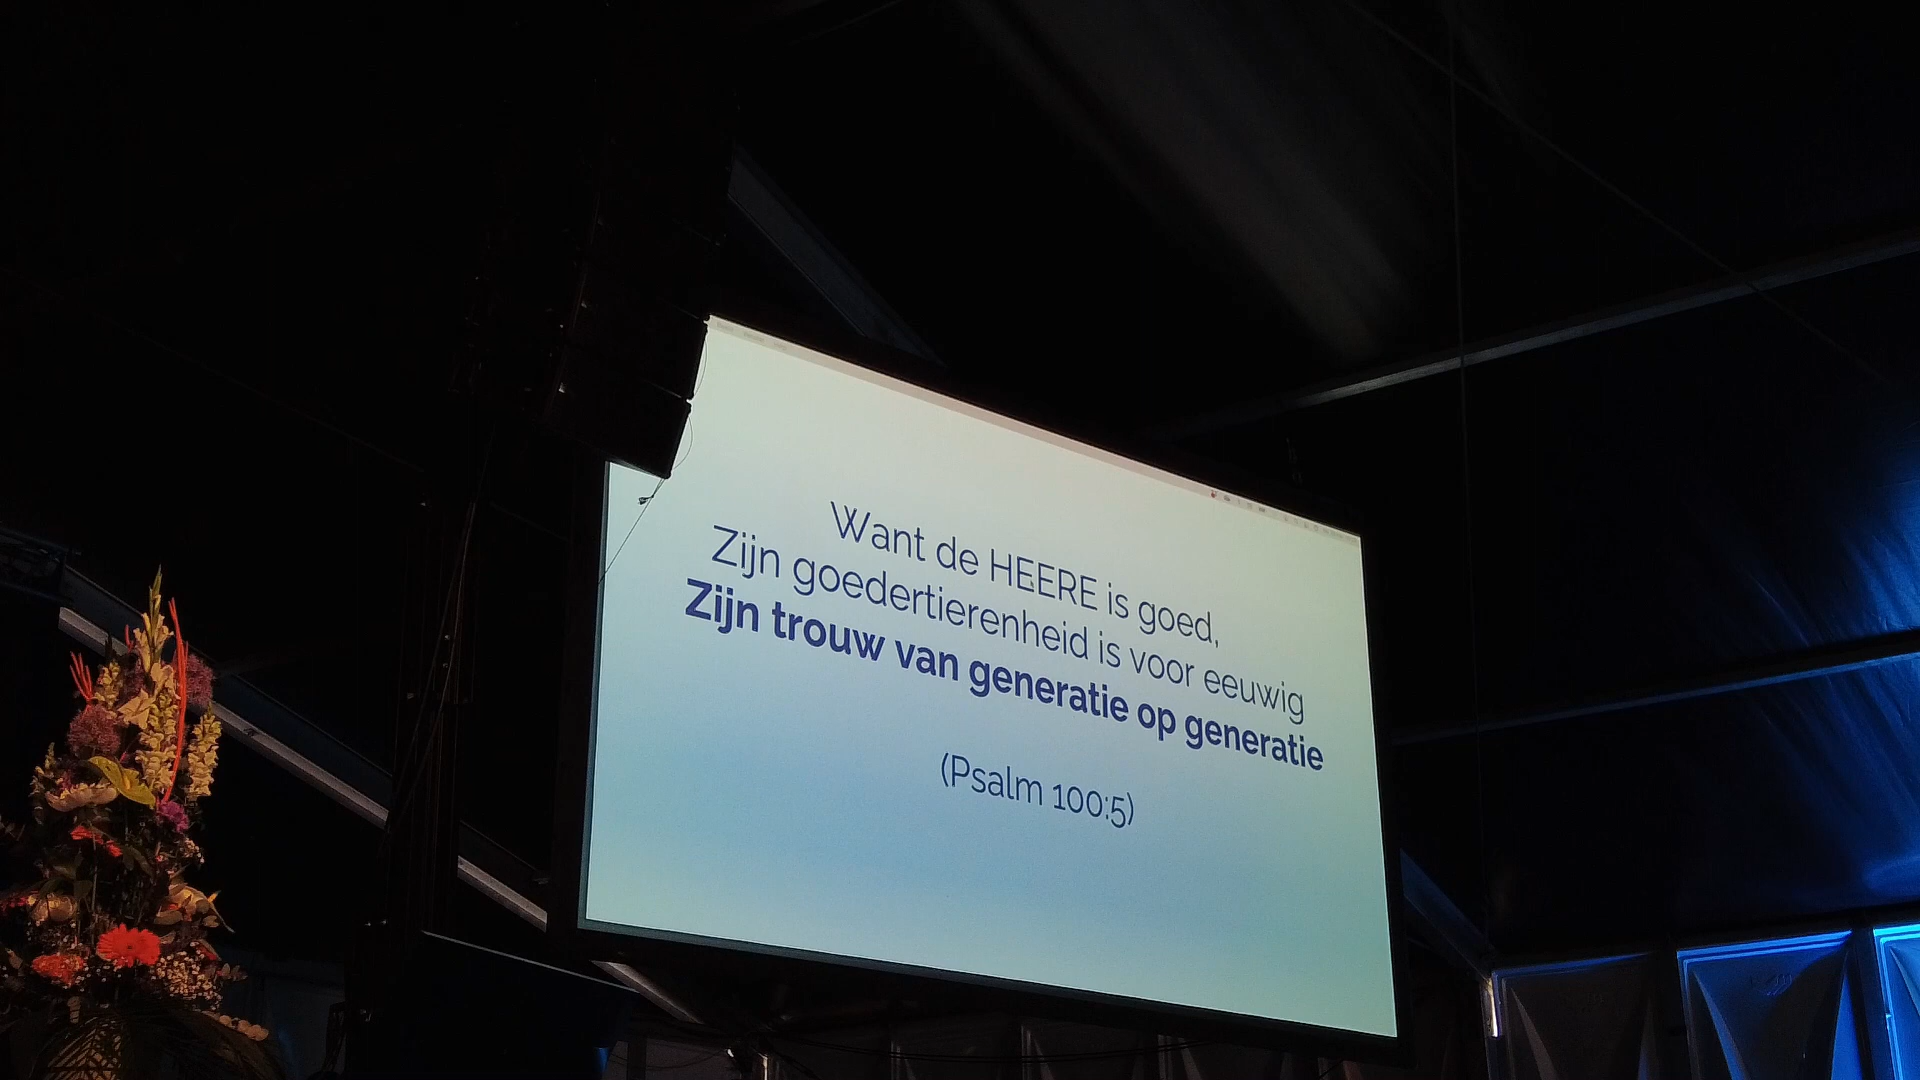 Want de HEERE is goed,
Zijn goedertierenheid is voor eeuwig
Zijn trouw van generatie op generatie
(Psalm 100:5)